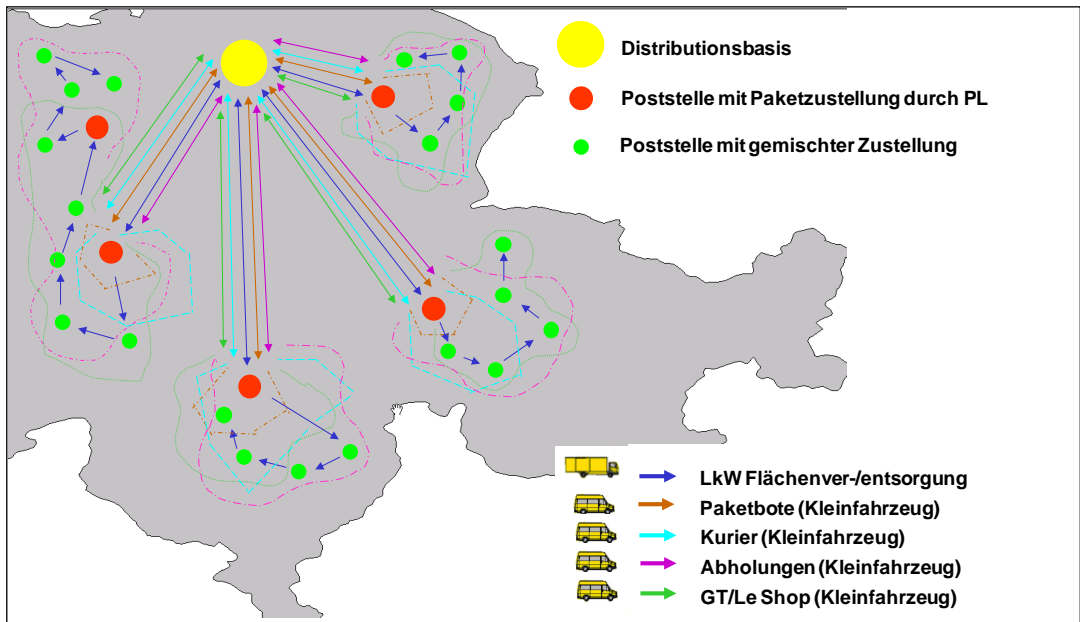 Distributionsbasis
Poststelle mit Paketzustellung durch PL
Poststelle mit gemischter Zustellung
LkW Flächenver-/entsorgung
Paketbote (Kleinfahrzeug)
Kurier (Kleinfahrzeug)
Abholungen (Kleinfahrzeug)
GT/Le Shop (Kleinfahrzeug)